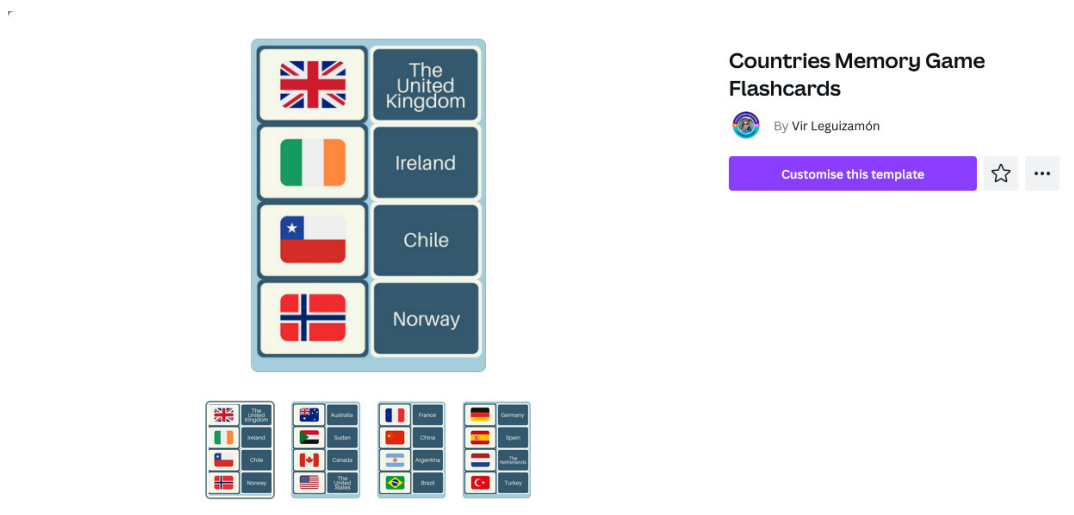 Countries Memory Game
Flashcards
By Vir Leguizamón
Customise this template
The
United
Kingdom
Ireland
Chile
Norway
The
United
Kingdom
Ireland
Chile
Norway
Australia
Sudan
Canada
The
United
States
France
China
Argentina
Brazil
Germany
Spain
The
Netherlands
Turkey